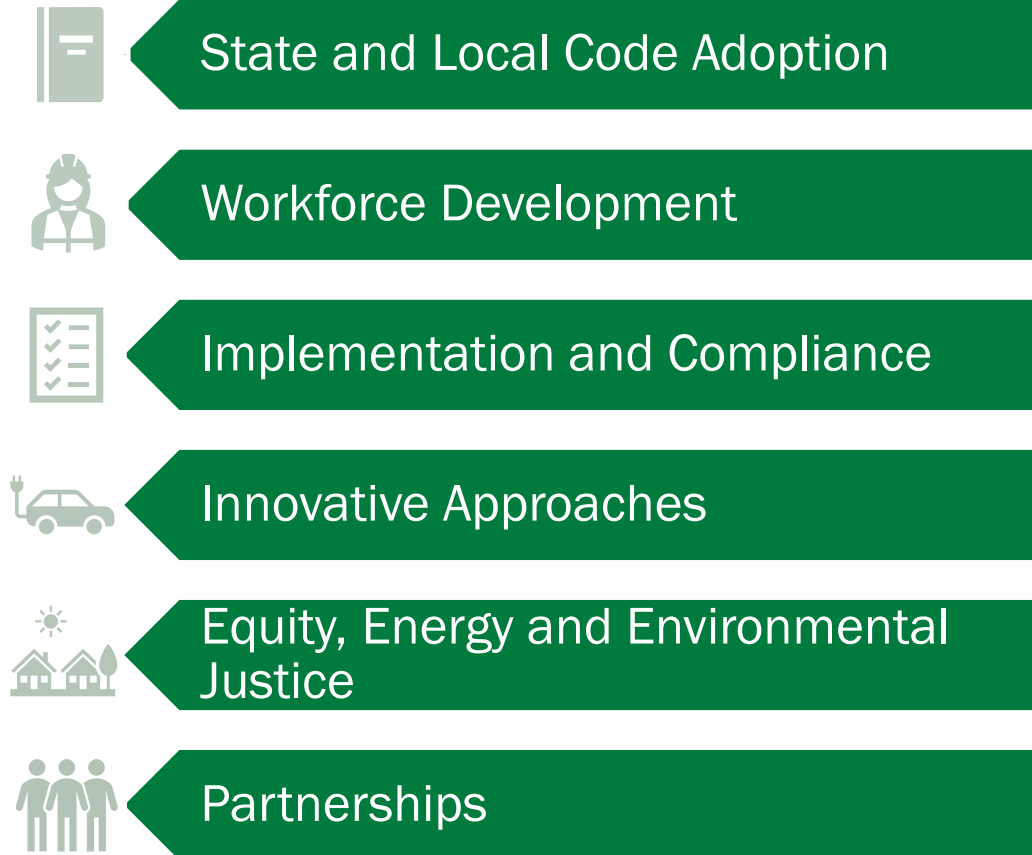 State and Local Code Adoption
Workforce Development
Implementation and Compliance
Innovative Approaches
Equity, Energy and Environmental
Justice
Partnerships